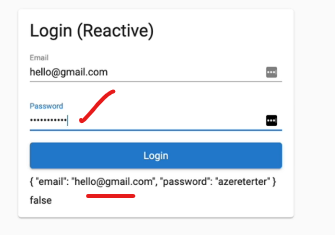 Login (Reactive)
Email
hello@gmail.com
Password
•••••••••••
Login
{ "email": "hello@gmail.com", "password": "azereterter" }
false